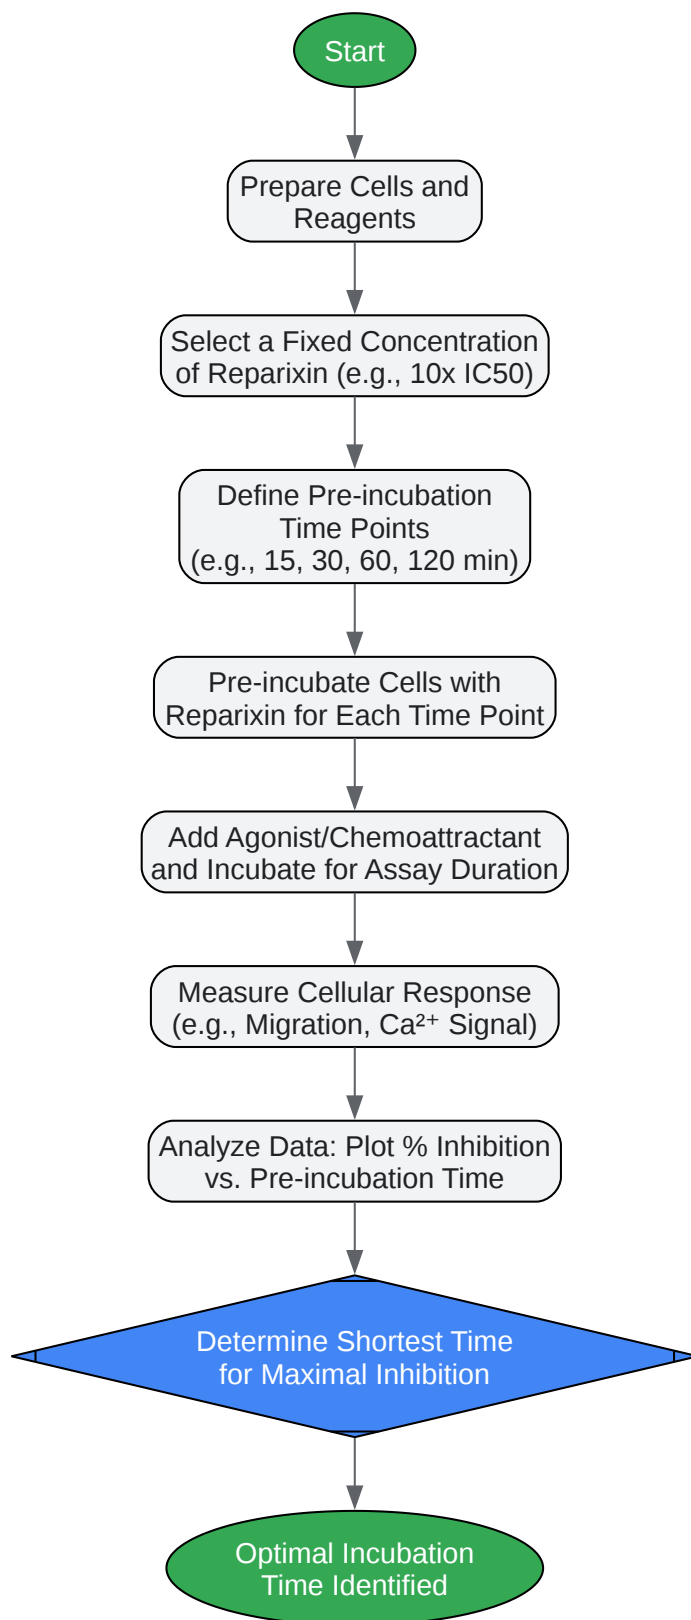 Start
Prepare Cells and
Reagents
Select a Fixed Concentration
of Reparixin (e.g., 10x IC50)
Define Pre-incubation
Time Points
(e.g., 15, 30, 60, 120 min)
Pre-incubate Cells with
Reparixin for Each Time Point
Add Agonist/Chemoattractant
and Incubate for Assay Duration
Measure Cellular Response
(e.g., Migration, Ca²⁺ Signal)
Analyze Data: Plot % Inhibition
vs. Pre-incubation Time
Determine Shortest Time
for Maximal Inhibition
Optimal Incubation
Time Identified